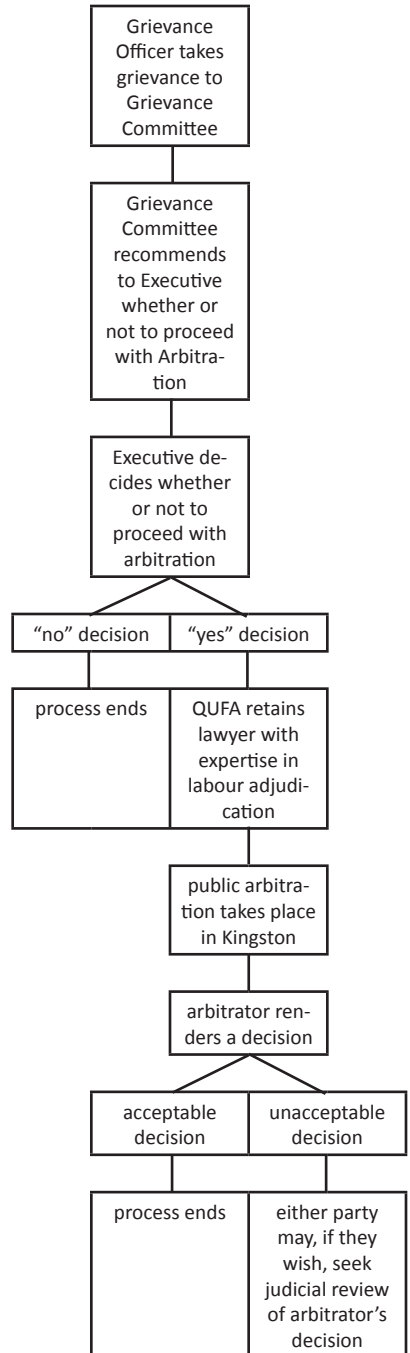 Grievance
Officer takes
grievance to
Grievance
Committee
Grievance
Committee
recommends
to Executive
whether or
not to proceed
with Arbitra-
tion
Executive de-
cides whether
or not to
proceed with
arbitration
“no” decision
“yes” decision
process ends
QUFA retains
lawyer with
expertise in
labour adjudi-
cation
public arbitra-
tion takes place
in Kingston
arbitrator ren-
ders a decision
acceptable
decision
unacceptable
decision
process ends
either party
may, if they
wish, seek
judicial review
of arbitrator’s
decision